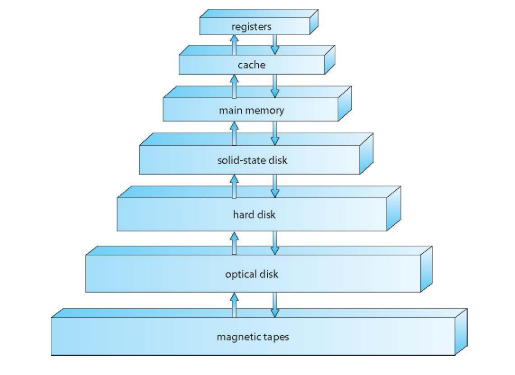 registers
cache
main memory
solid-state disk
hard disk
optical disk
magnetic tapes